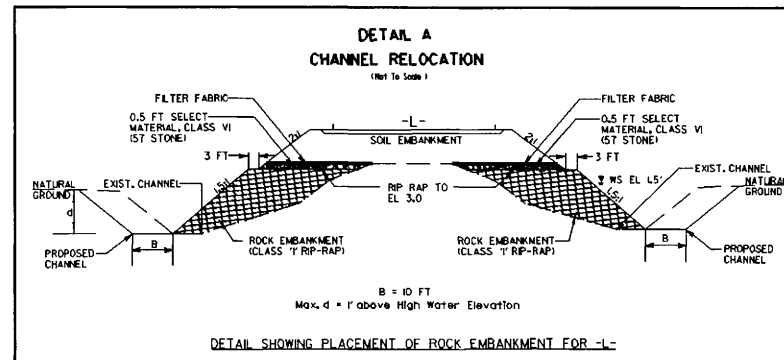 DETAIL A
CHANNEL RELOCATION
(Not To Scale)
FILTER FABRIC
0.5 FT SELECT
MATERIAL, CLASS VI
(57 STONE)
3 FT
2:1
-L-
SOIL EMBANKMENT
2:1
FILTER FABRIC
0.5 FT SELECT
MATERIAL, CLASS VI
(57 STONE)
3 FT
NATURAL
GROUND
EXIST. CHANNEL
1.5:1
RIP RAP TO
EL 3.0
WS EL 1.5'
1.5:1
EXIST. CHANNEL
NATURAL
GROUND
d
B
PROPOSED
CHANNEL
ROCK EMBANKMENT
(CLASS '1' RIP-RAP)
ROCK EMBANKMENT
(CLASS '1' RIP-RAP)
B
PROPOSED
CHANNEL
B = 10 FT
Max. d = 1' above High Water Elevation
DETAIL SHOWING PLACEMENT OF ROCK EMBANKMENT FOR -L-